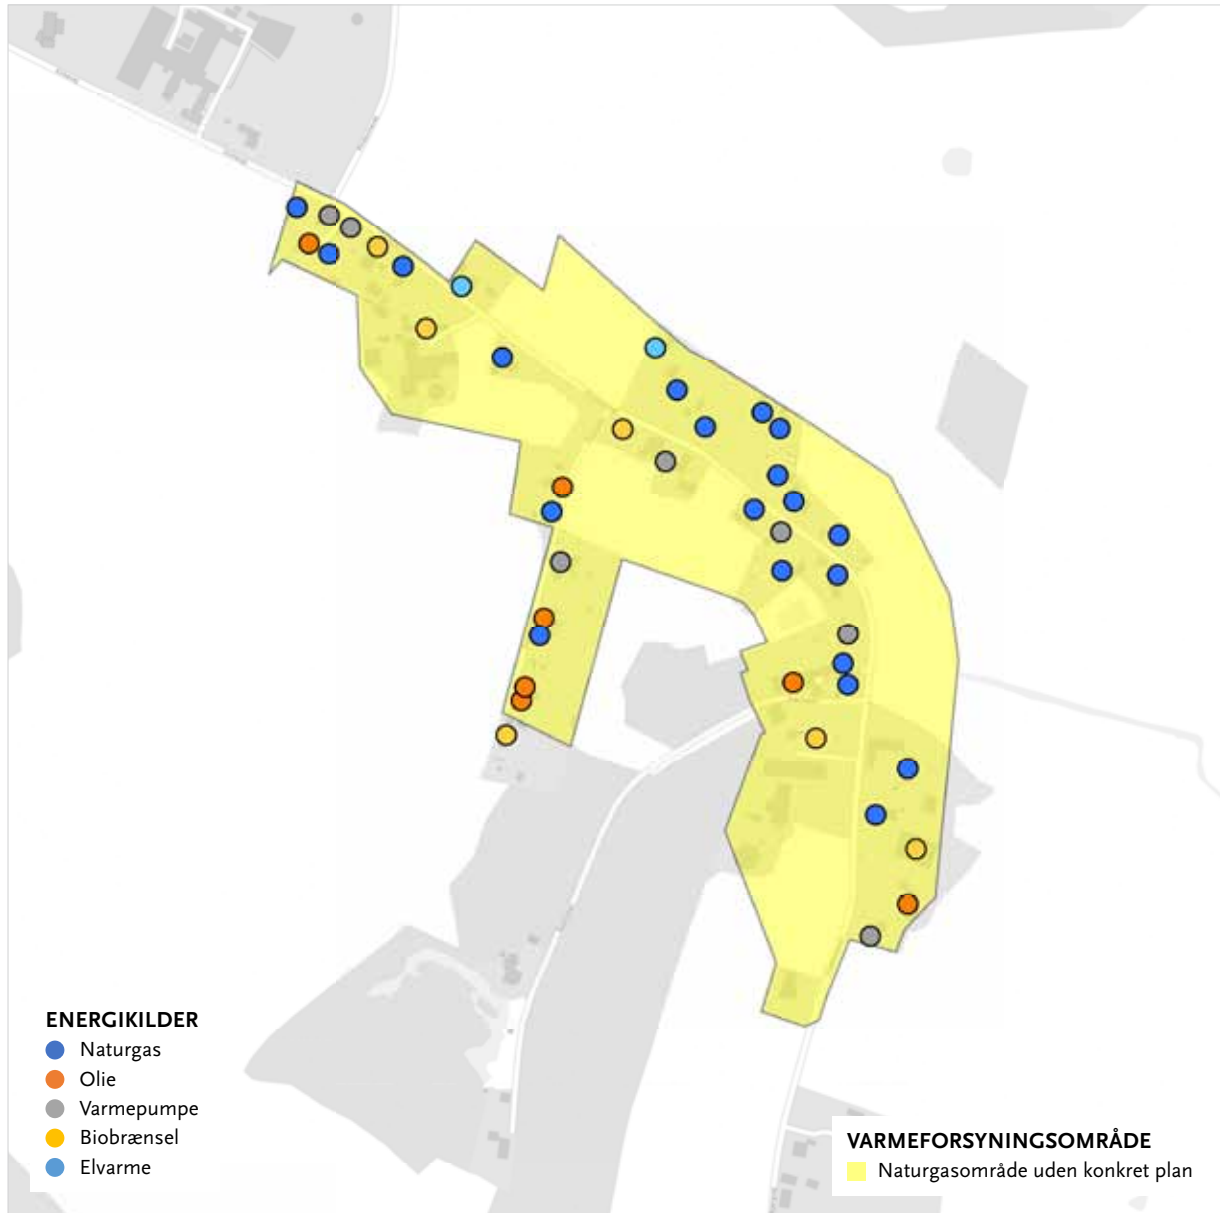 ENERGIKILDER
Naturgas
Olie
Varmepumpe
Biobrænsel
Elvarme
VARMEFORSYNINGSOMRÅDE
Naturgasområde uden konkret plan